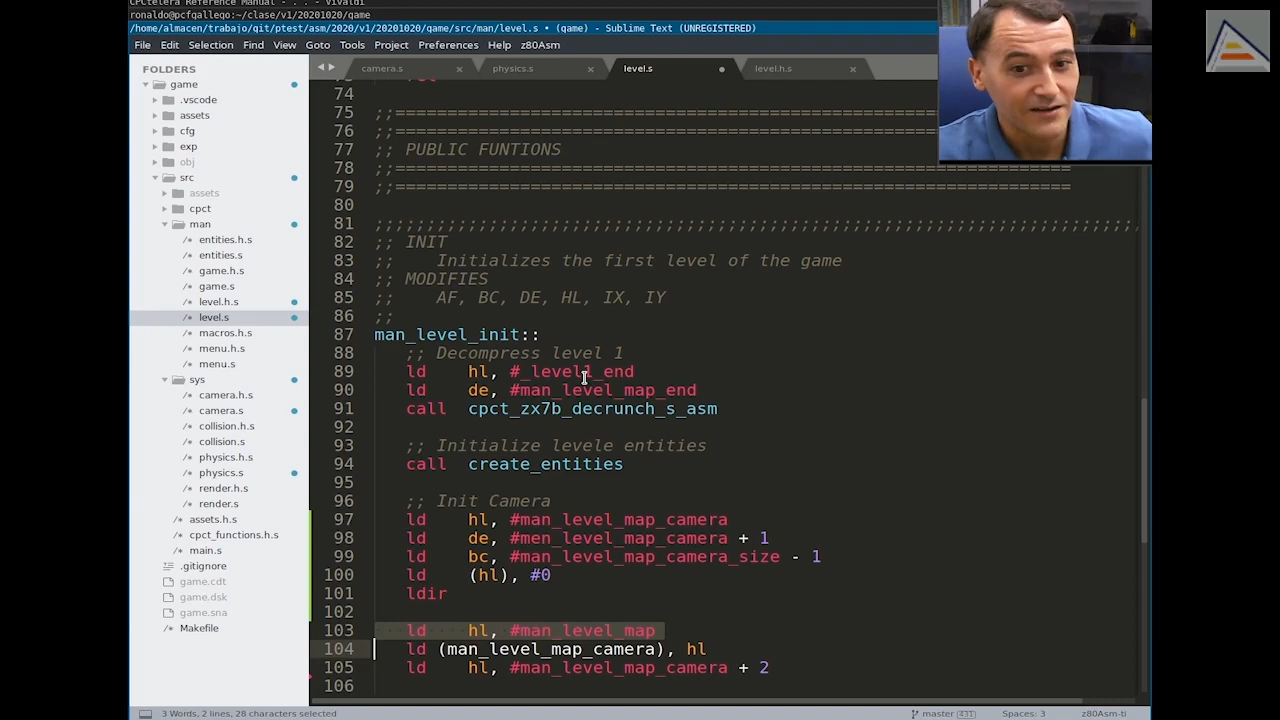 CPCtelera Reference Manual - . . - Vivaldi
ronaldo@pcfgallego:~/clase/v1/20201020/game
/home/almacen/trabajo/git/ptest/asm/2020/v1/20201020/game/src/man/level.s • (game) - Sublime Text (UNREGISTERED)
File Edit Selection Find View Goto Tools Project Preferences Help z80Asm
camera.s × physics.s × level.s level.h.s ×
FOLDERS
game
.vscode
assets
cfg
exp
obj
src
assets
cpct
man
entities.h.s
entities.s
game.h.s
game.s
level.h.s
level.s
macros.h.s
menu.h.s
menu.s
sys
camera.h.s
camera.s
collision.h.s
collision.s
physics.h.s
physics.s
render.h.s
render.s
assets.h.s
cpct_functions.h.s
main.s
.gitignore
game.cdt
game.dsk
game.sna
Makefile
74
75 ;;=================================================================
76 ;;=================================================================
77 ;; PUBLIC FUNTIONS
78 ;;=================================================================
79 ;;=================================================================
80
81 ;;;;;;;;;;;;;;;;;;;;;;;;;;;;;;;;;;;;;;;;;;;;;;;;;;;;;;;;;;;;;;;;;;;;;;;;;
82 ;; INIT
83 ;; Initializes the first level of the game
84 ;; MODIFIES
85 ;; AF, BC, DE, HL, IX, IY
86 ;;
87 man_level_init::
88 ;; Decompress level 1
89 ld hl, #_level1_end
90 ld de, #man_level_map_end
91 call cpct_zx7b_decrunch_s_asm
92
93 ;; Initialize levele entities
94 call create_entities
95
96 ;; Init Camera
97 ld hl, #man_level_map_camera
98 ld de, #men_level_map_camera + 1
99 ld bc, #man_level_map_camera_size - 1
100 ld (hl), #0
101 ldir
102
103 ld hl, #man_level_map
104 ld (man_level_map_camera), hl
105 ld hl, #man_level_map_camera + 2
106
3 Words, 2 lines, 28 characters selected master 431 Spaces: 3 z80Asm-ti